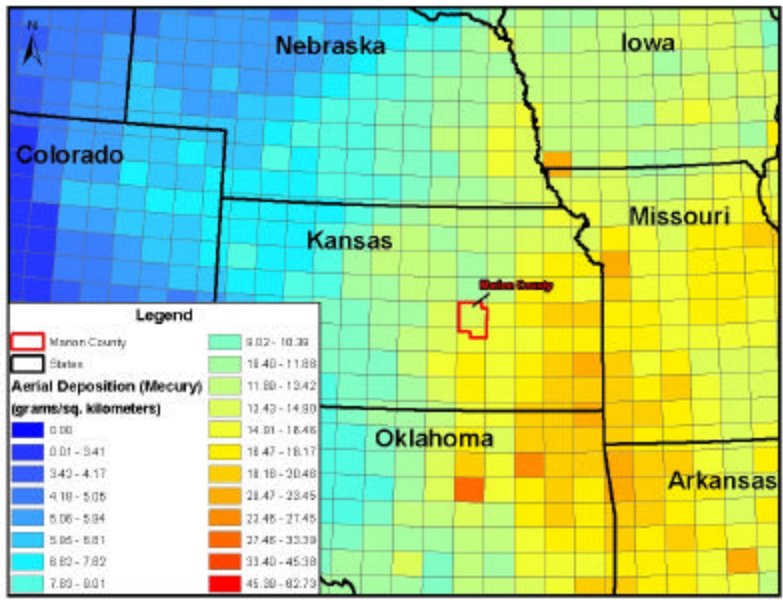 N
Nebraska
Iowa
Colorado
Missouri
Kansas
Marion County
Legend
Marion County
States
Aerial Deposition (Mecury)
(grams/sq. kilometers)
0.00
0.01 - 3.41
3.42 - 4.17
4.18 - 5.05
5.06 - 5.94
5.95 - 6.81
6.82 - 7.82
7.83 - 9.01
9.02 - 10.39
10.40 - 11.88
11.89 - 13.42
13.43 - 14.90
14.91 - 16.46
16.47 - 18.17
18.18 - 20.46
20.47 - 23.45
23.46 - 27.45
27.46 - 33.39
33.40 - 45.38
45.39 - 62.73
Oklahoma
Arkansas